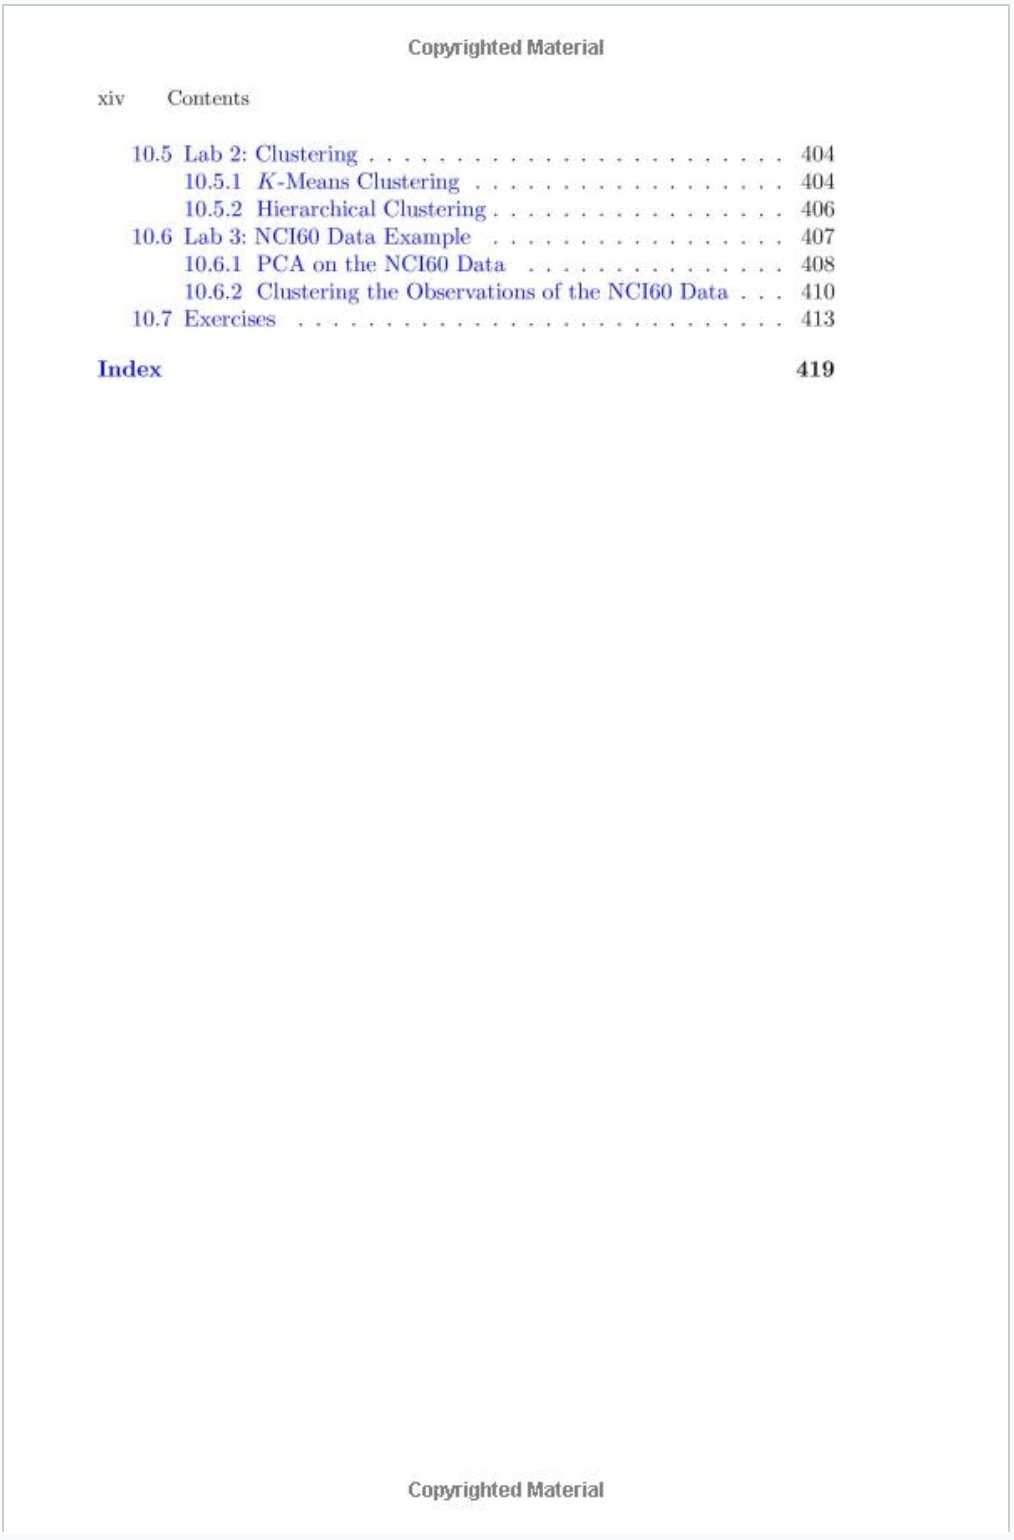 Copyrighted Material
xiv Contents
10.5 Lab 2: Clustering . . . . . . . . . . . . . . . . . . . . . . . . 404
10.5.1 K-Means Clustering . . . . . . . . . . . . . . . . . . 404
10.5.2 Hierarchical Clustering . . . . . . . . . . . . . . . . . 406
10.6 Lab 3: NCI60 Data Example . . . . . . . . . . . . . . . . . 407
10.6.1 PCA on the NCI60 Data . . . . . . . . . . . . . . . 408
10.6.2 Clustering the Observations of the NCI60 Data . . . 410
10.7 Exercises . . . . . . . . . . . . . . . . . . . . . . . . . . . . 413
Index 419
Copyrighted Material